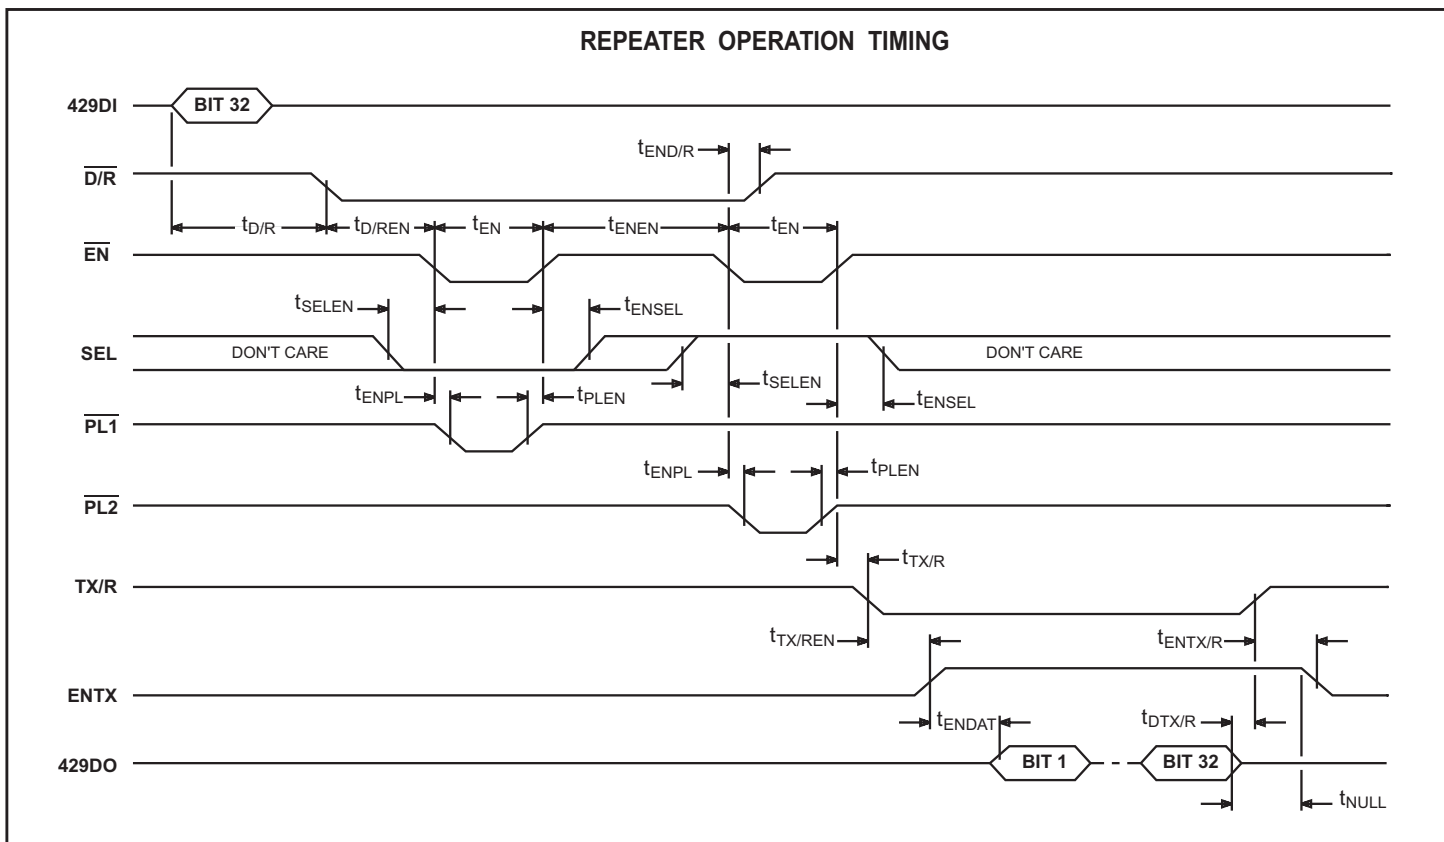 REPEATER OPERATION TIMING
429DI
BIT 32
tEND/R
D/R
tD/R
tD/REN
tEN
tENEN
tEN
EN
tSELEN
tENSEL
SEL
DON'T CARE
DON'T CARE
tSELEN
tENPL
tPLEN
tENSEL
PL1
tENPL
tPLEN
PL2
tTX/R
TX/R
tTX/REN
tENTX/R
ENTX
tENDAT
tDTX/R
429DO
BIT 1
BIT 32
tNULL